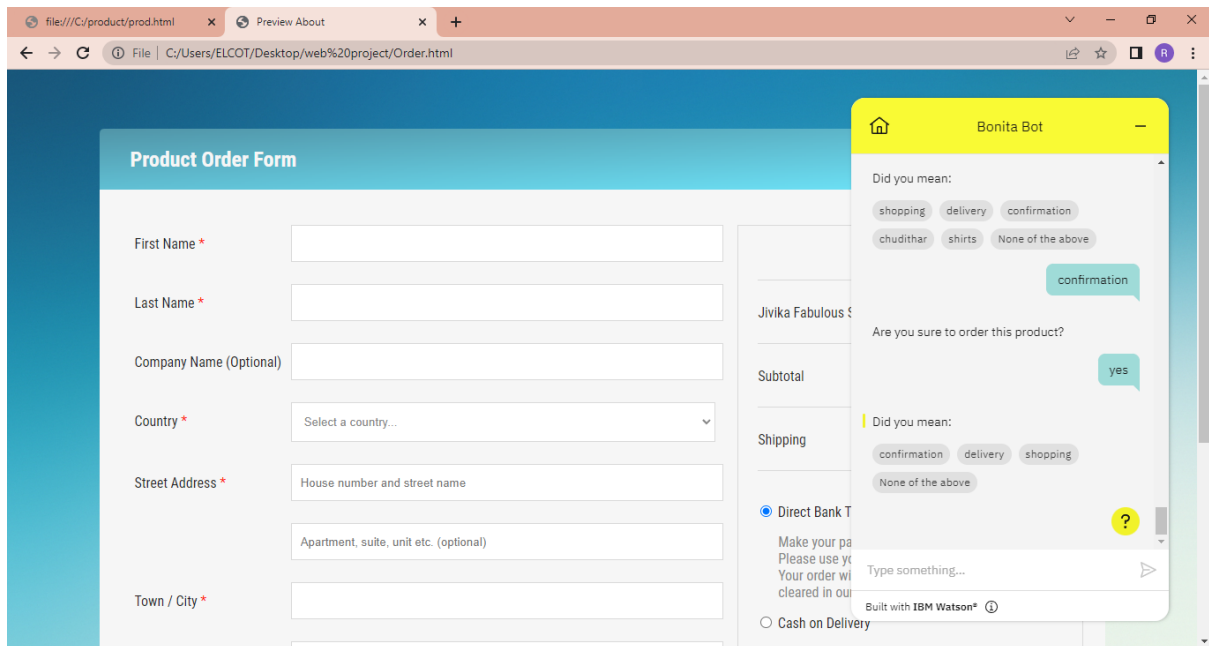 file:///C:/product/prod.html
Preview About
File
C:/Users/ELCOT/Desktop/web%20project/Order.html
R
Product Order Form
First Name *
Last Name *
Company Name (Optional)
Country *
Select a country...
Street Address *
House number and street name
Apartment, suite, unit etc. (optional)
Town / City *
Jivika Fabulous S
Subtotal
Shipping
Direct Bank T
Make your pa
Please use yo
Your order wi
cleared in our
Cash on Delivery
Bonita Bot
Did you mean:
shopping delivery confirmation
chudithar shirts None of the above
confirmation
Are you sure to order this product?
yes
Did you mean:
confirmation delivery shopping
None of the above
?
Type something...
Built with IBM Watson®